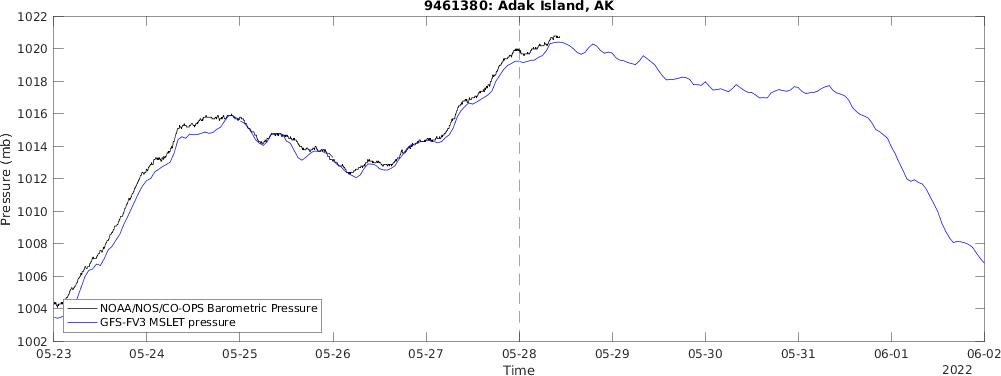 9461380: Adak Island, AK
1022
1020
1018
1016
1014
1012
1010
1008
1006
1004
1002
Pressure (mb)
NOAA/NOS/CO-OPS Barometric Pressure
GFS-FV3 MSLET pressure
05-23 05-24 05-25 05-26 05-27 05-28 05-29 05-30 05-31 06-01 06-02
Time
2022